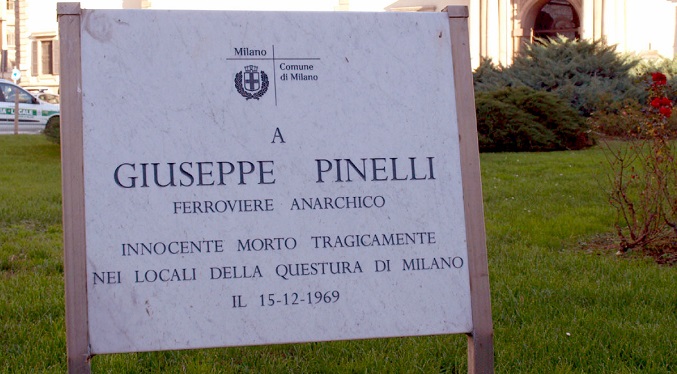 Milano
Comune
di Milano
A
GIUSEPPE PINELLI
FERROVIERE ANARCHICO
INNOCENTE MORTO TRAGICAMENTE
NEI LOCALI DELLA QUESTURA DI MILANO
IL 15-12-1969
CALE